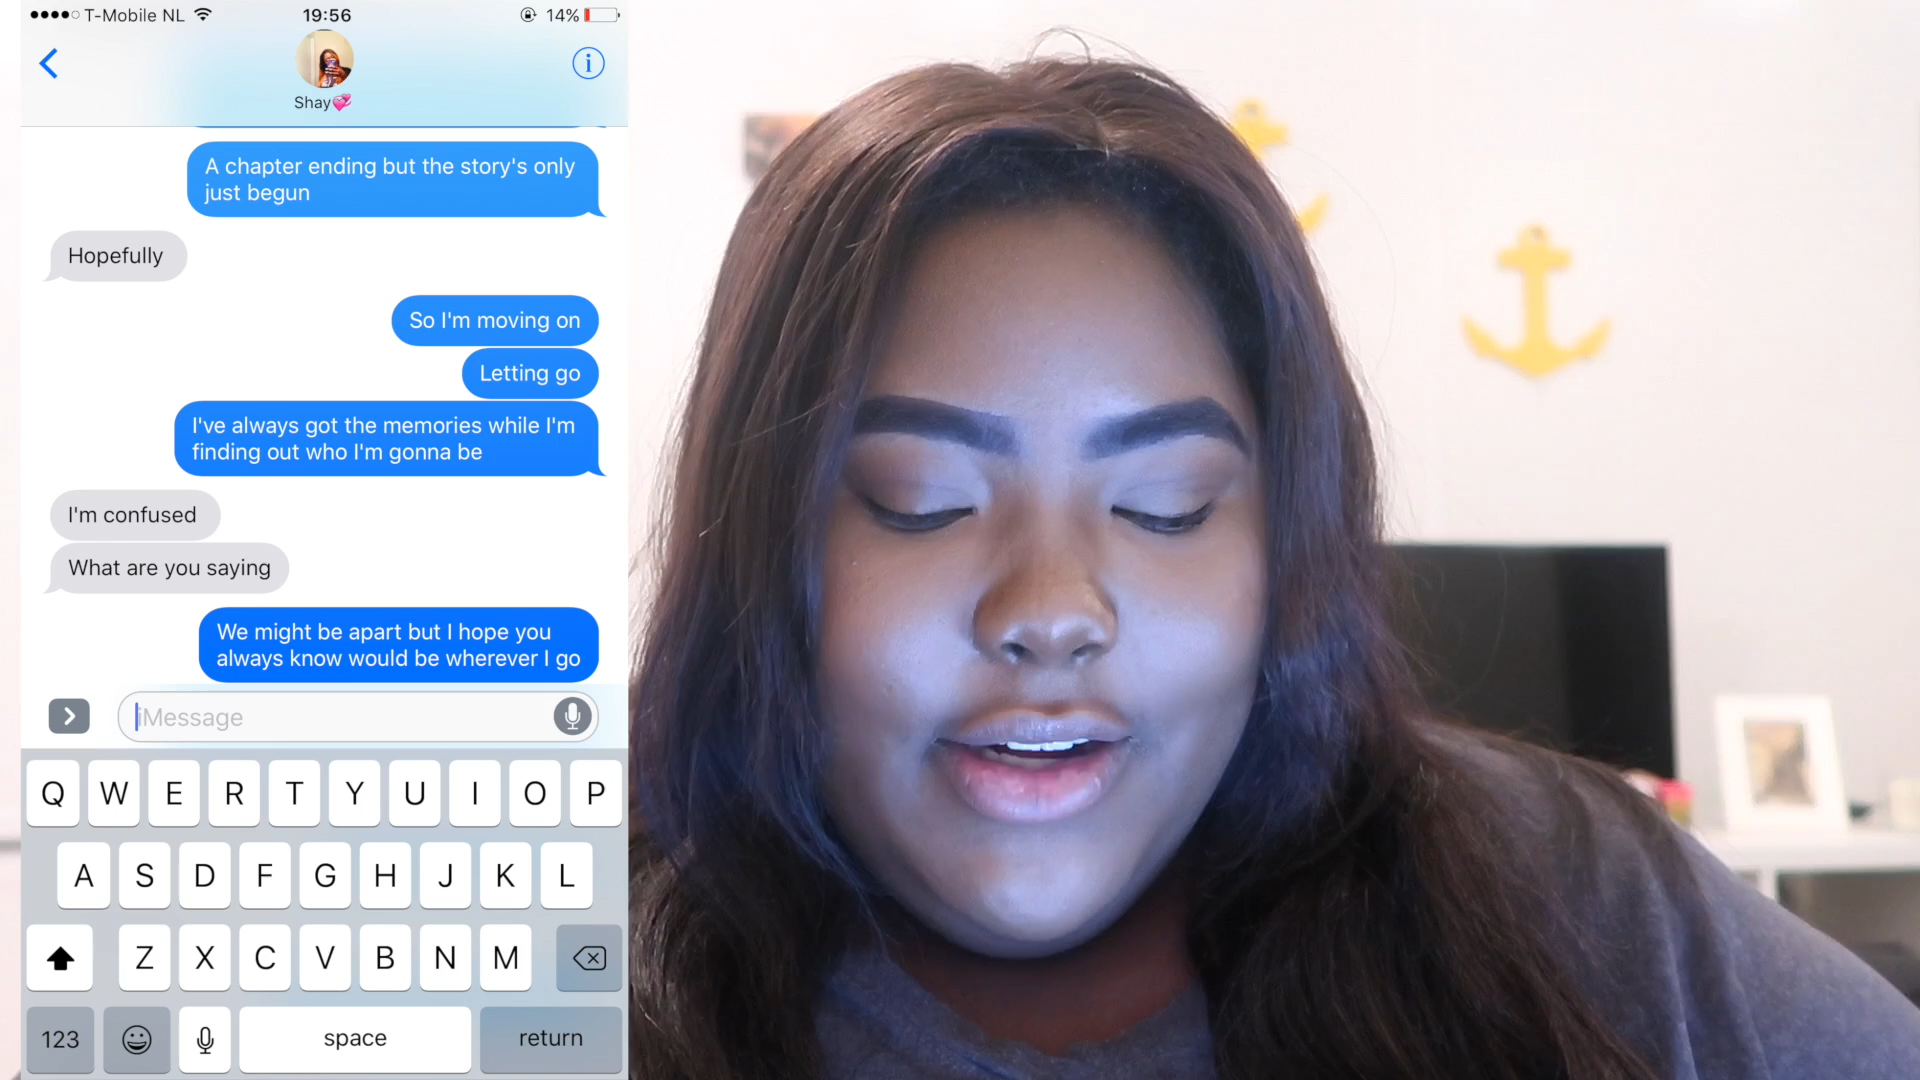 T-Mobile NL 19:56 14%
Shay💞
A chapter ending but the story's only
just begun
Hopefully
So I'm moving on
Letting go
I've always got the memories while I'm
finding out who I'm gonna be
I'm confused
What are you saying
We might be apart but I hope you
always know would be wherever I go
iMessage
Q W E R T Y U I O P
A S D F G H J K L
Z X C V B N M
123 space return